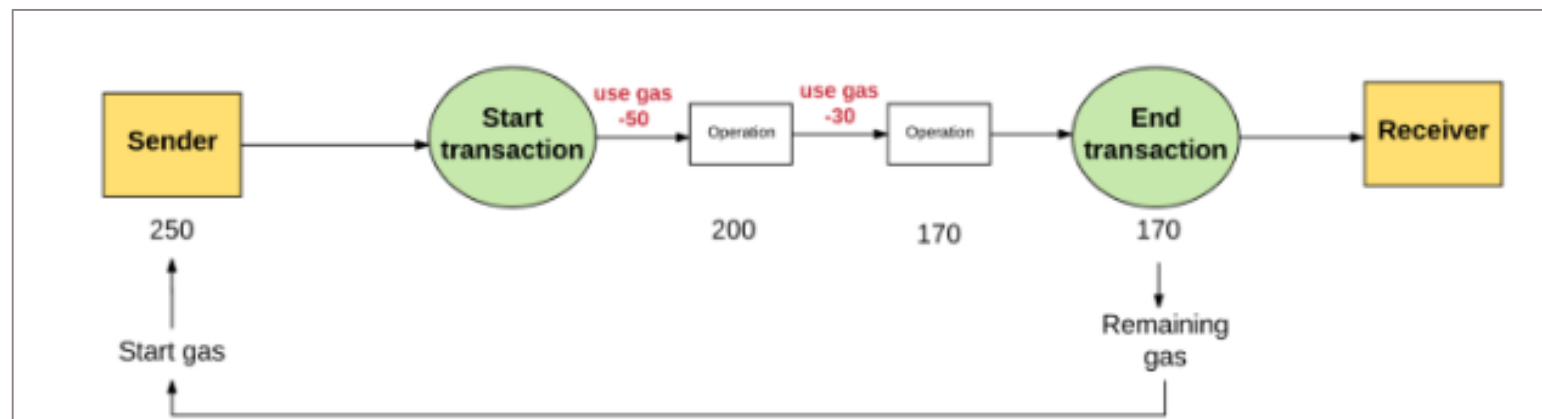 Sender
Start
transaction
use gas
-50
Operation
use gas
-30
Operation
End
transaction
Receiver
250
200
170
170
Start gas
Remaining
gas